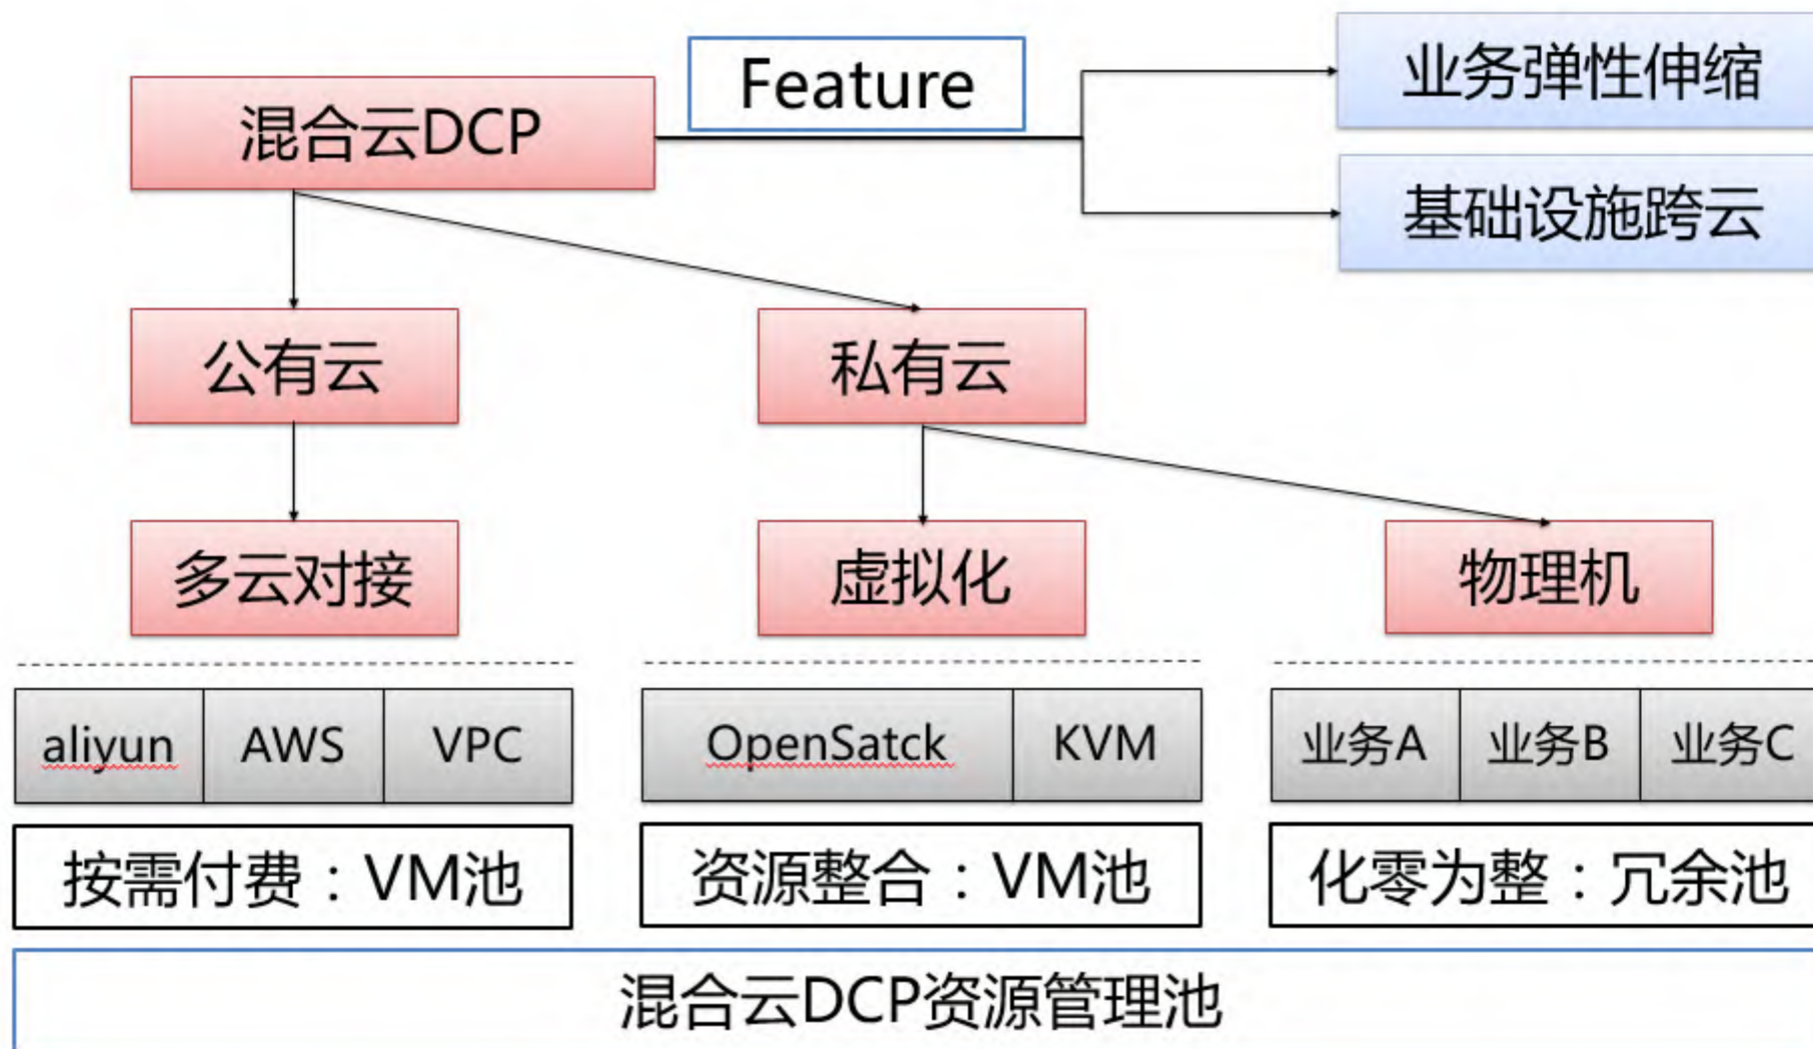 混合云DCP
Feature
业务弹性伸缩
基础设施跨云
公有云
私有云
多云对接
虚拟化
物理机
aliyun
AWS
VPC
OpenSatck
KVM
业务A
业务B
业务C
按需付费：VM池
资源整合：VM池
化零为整：冗余池
混合云DCP资源管理池